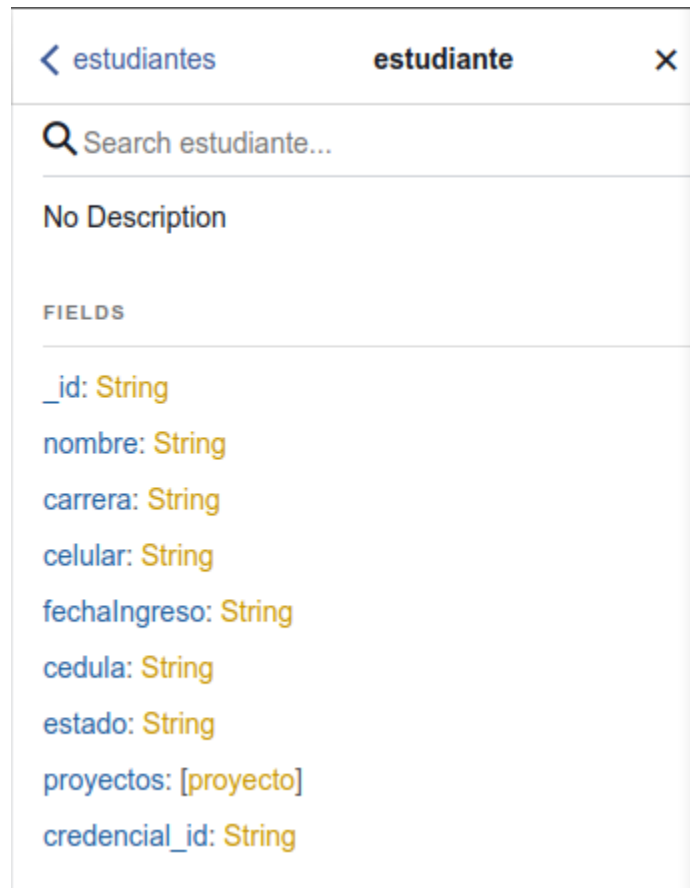 estudiantes estudiante
Search estudiante...
No Description
FIELDS
_id: String
nombre: String
carrera: String
celular: String
fechaIngreso: String
cedula: String
estado: String
proyectos: [proyecto]
credencial_id: String